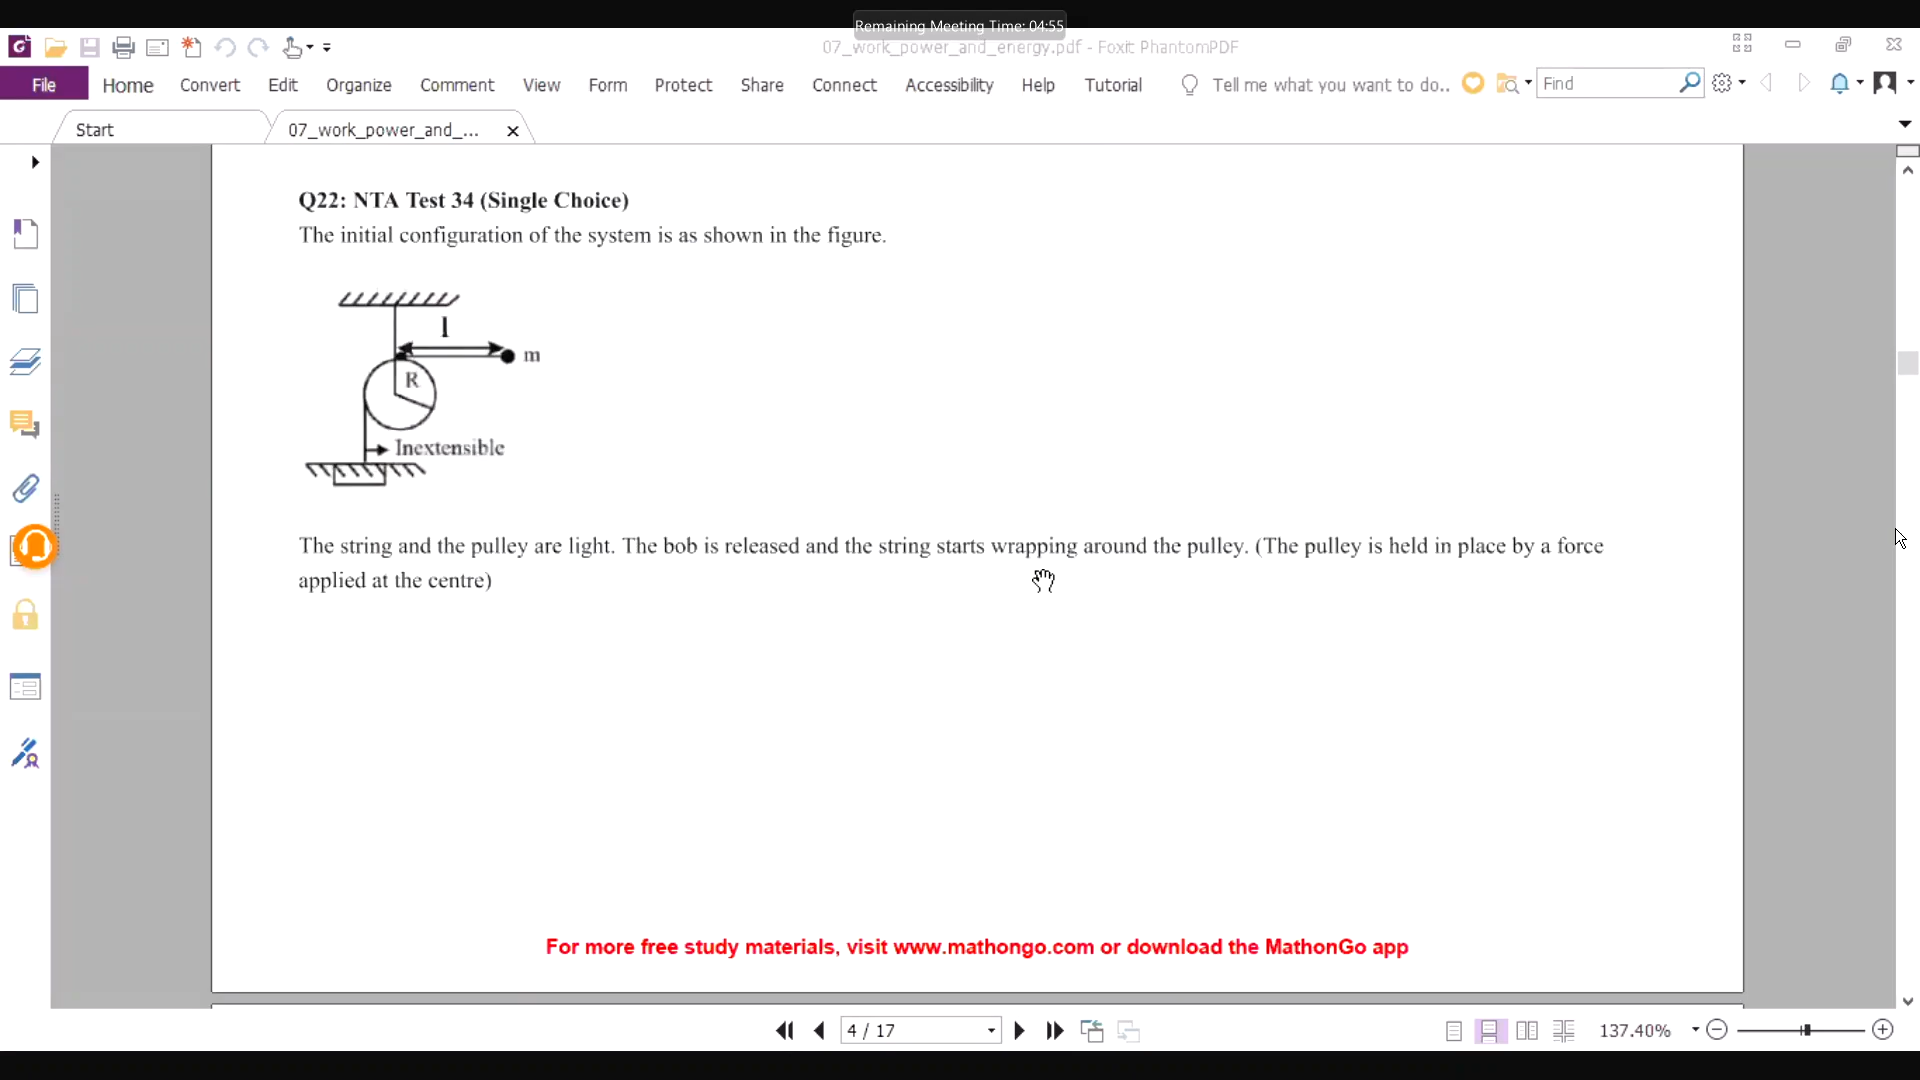 Remaining Meeting Time: 04:55
07_work_power_and_energy.pdf - Foxit PhantomPDF
File Home Convert Edit Organize Comment View Form Protect Share Connect Accessibility Help Tutorial Tell me what you want to do.. Find
Start 07_work_power_and_...
Q22: NTA Test 34 (Single Choice)
The initial configuration of the system is as shown in the figure.
l
m
R
Inextensible
The string and the pulley are light. The bob is released and the string starts wrapping around the pulley. (The pulley is held in place by a force
applied at the centre)
For more free study materials, visit www.mathongo.com or download the MathonGo app
4 / 17 137.40%